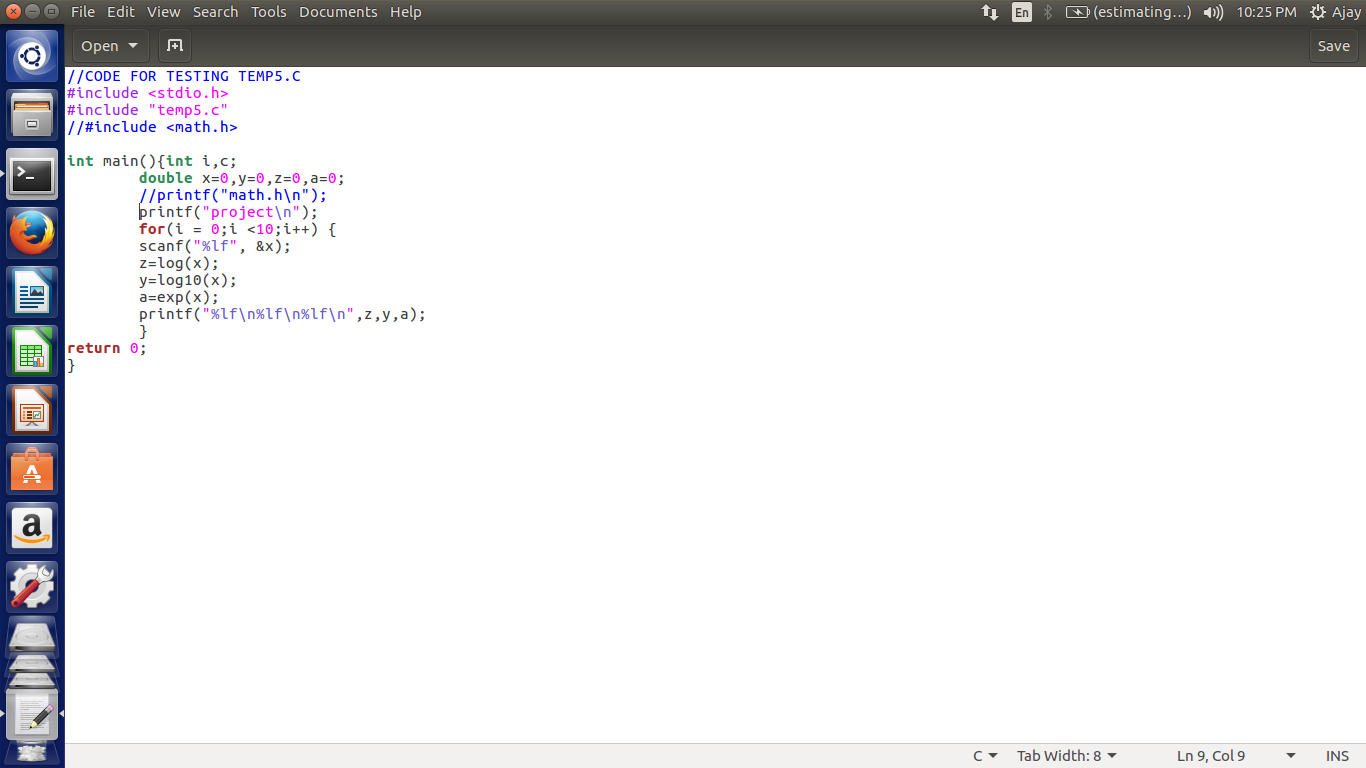 File Edit View Search Tools Documents Help
En (estimating...) 10:25 PM Ajay
Open Save
//CODE FOR TESTING TEMP5.C
#include <stdio.h>
#include "temp5.c"
//#include <math.h>
int main(){int i,c;
double x=0,y=0,z=0,a=0;
//printf("math.h\n");
printf("project\n");
for(i = 0;i <10;i++) {
scanf("%lf", &x);
z=log(x);
y=log10(x);
a=exp(x);
printf("%lf\n%lf\n%lf\n",z,y,a);
}
return 0;
}
C Tab Width: 8 Ln 9, Col 9 INS